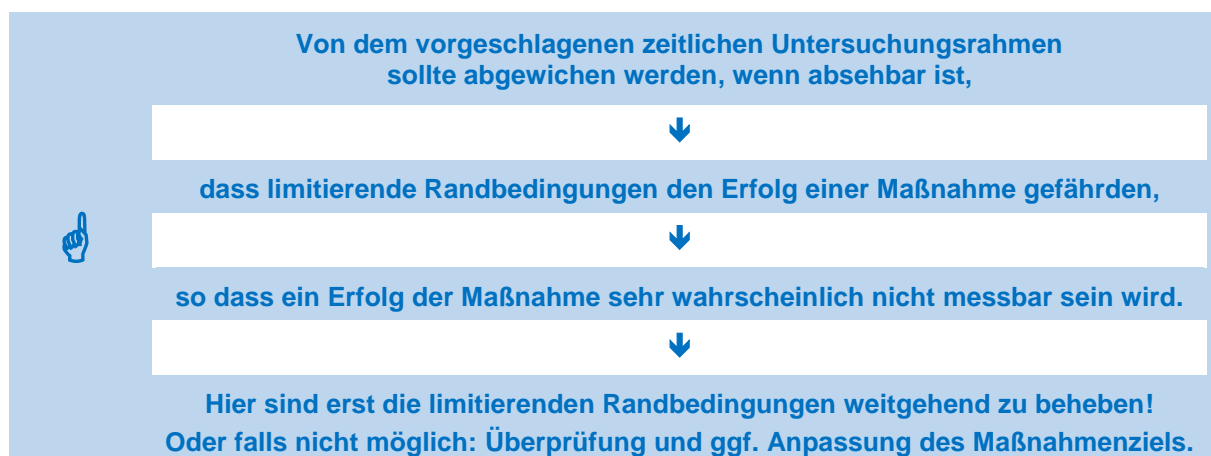 Von dem vorgeschlagenen zeitlichen Untersuchungsrahmen
sollte abgewichen werden, wenn absehbar ist,
dass limitierende Randbedingungen den Erfolg einer Maßnahme gefährden,
so dass ein Erfolg der Maßnahme sehr wahrscheinlich nicht messbar sein wird.
Hier sind erst die limitierenden Randbedingungen weitgehend zu beheben!
Oder falls nicht möglich: Überprüfung und ggf. Anpassung des Maßnahmenziels.